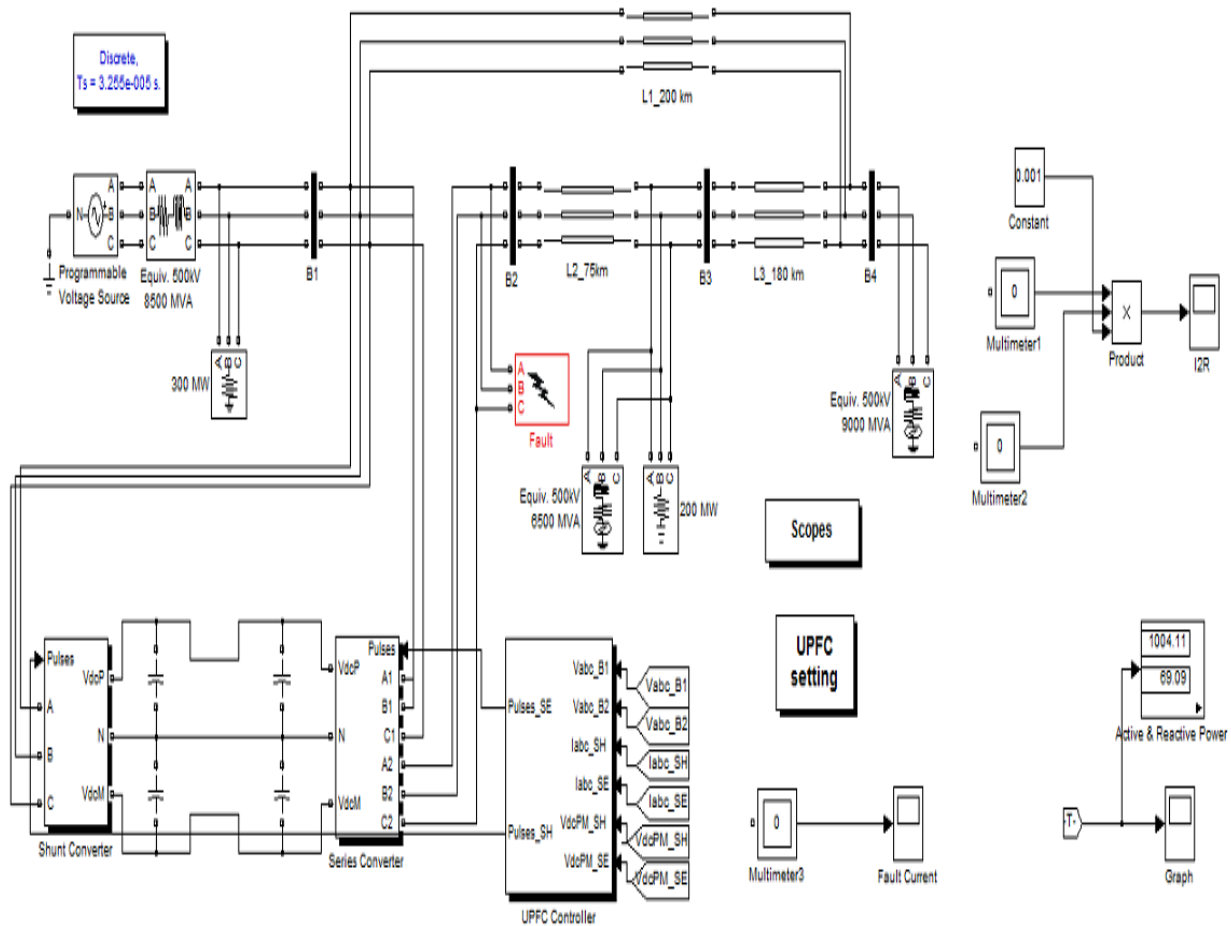 Discrete,
Ts = 3.255e-005 s.
L1_200 km
N
A
B
C
A
B
C
A
B
C
Programmable
Voltage Source
Equiv. 500kV
8500 MVA
B1
A B C
300 MW
B2
L2_75km
B3
L3_180 km
B4
A
B
C
Fault
A B C
Equiv. 500kV
6500 MVA
A B C
200 MW
A B C
Equiv. 500kV
9000 MVA
0.001
Constant
0
Multimeter1
X
Product
I2R
0
Multimeter2
Scopes
UPFC
setting
Pulses
VdcP
A
N
B
VdcM
C
Shunt Converter
Pulses
VdcP
A1
B1
N
C1
A2
VdcM
B2
C2
Series Converter
Pulses_SE
Pulses_SH
Vabc_B1
Vabc_B2
Iabc_SH
Iabc_SE
VdcPM_SH
VdcPM_SE
UPFC Controller
Vabc_B1
Vabc_B2
Iabc_SH
Iabc_SE
VdcPM_SH
VdcPM_SE
0
Multimeter3
Fault Current
1004.11
69.09
Active & Reactive Power
-T-
Graph